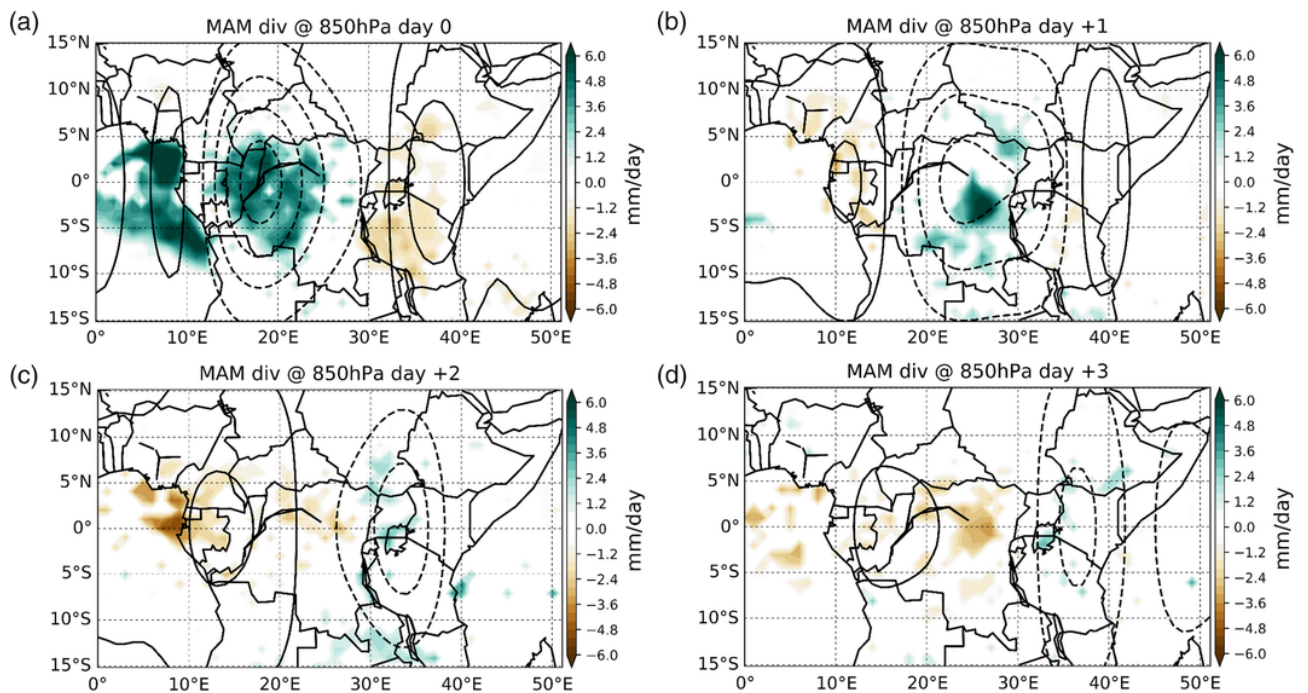 (a)
MAM div @ 850hPa day 0
15°N
10°N
5°N
0°
5°S
10°S
15°S
0° 10°E 20°E 30°E 40°E 50°E
6.0
4.8
3.6
2.4
1.2
0.0
−1.2
−2.4
−3.6
−4.8
−6.0
mm/day
(b)
MAM div @ 850hPa day +1
15°N
10°N
5°N
0°
5°S
10°S
15°S
0° 10°E 20°E 30°E 40°E 50°E
6.0
4.8
3.6
2.4
1.2
0.0
−1.2
−2.4
−3.6
−4.8
−6.0
mm/day
(c)
MAM div @ 850hPa day +2
15°N
10°N
5°N
0°
5°S
10°S
15°S
0° 10°E 20°E 30°E 40°E 50°E
6.0
4.8
3.6
2.4
1.2
0.0
−1.2
−2.4
−3.6
−4.8
−6.0
mm/day
(d)
MAM div @ 850hPa day +3
15°N
10°N
5°N
0°
5°S
10°S
15°S
0° 10°E 20°E 30°E 40°E 50°E
6.0
4.8
3.6
2.4
1.2
0.0
−1.2
−2.4
−3.6
−4.8
−6.0
mm/day